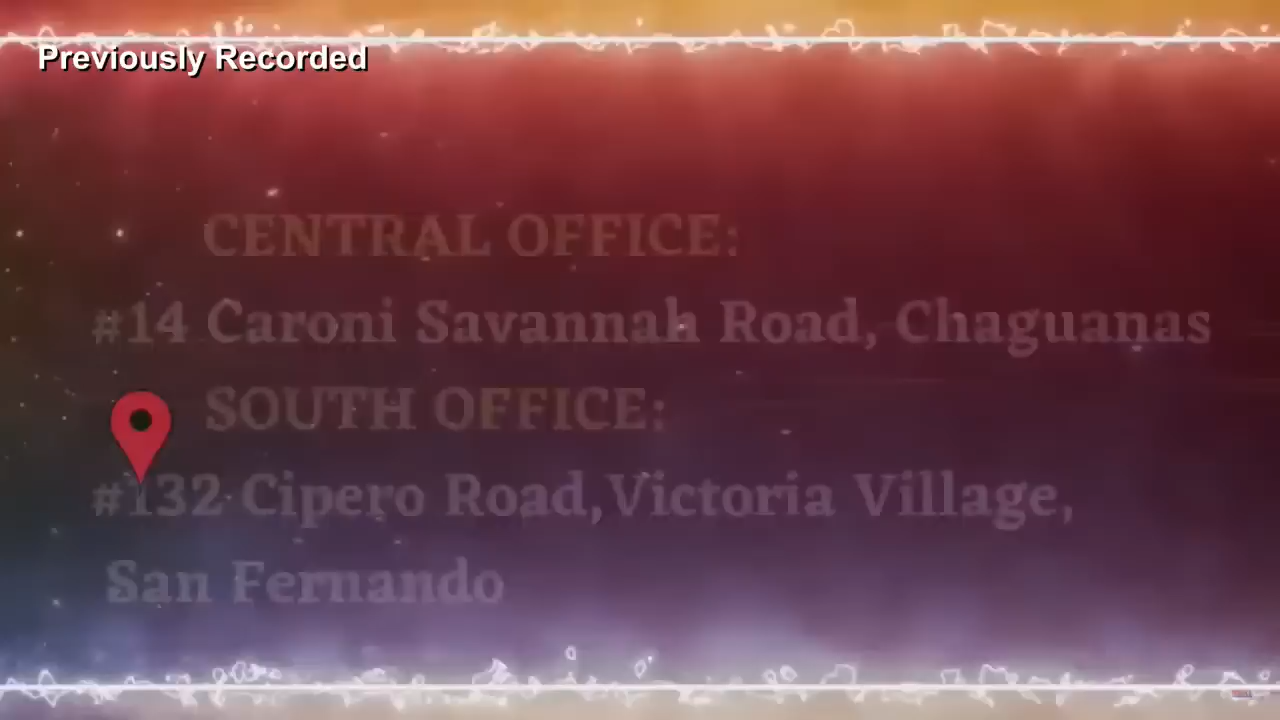 Previously Recorded
CENTRAL OFFICE:
#14 Caroni Savannah Road, Chaguanas
SOUTH OFFICE:
#132 Cipero Road,Victoria Village,
San Fernando